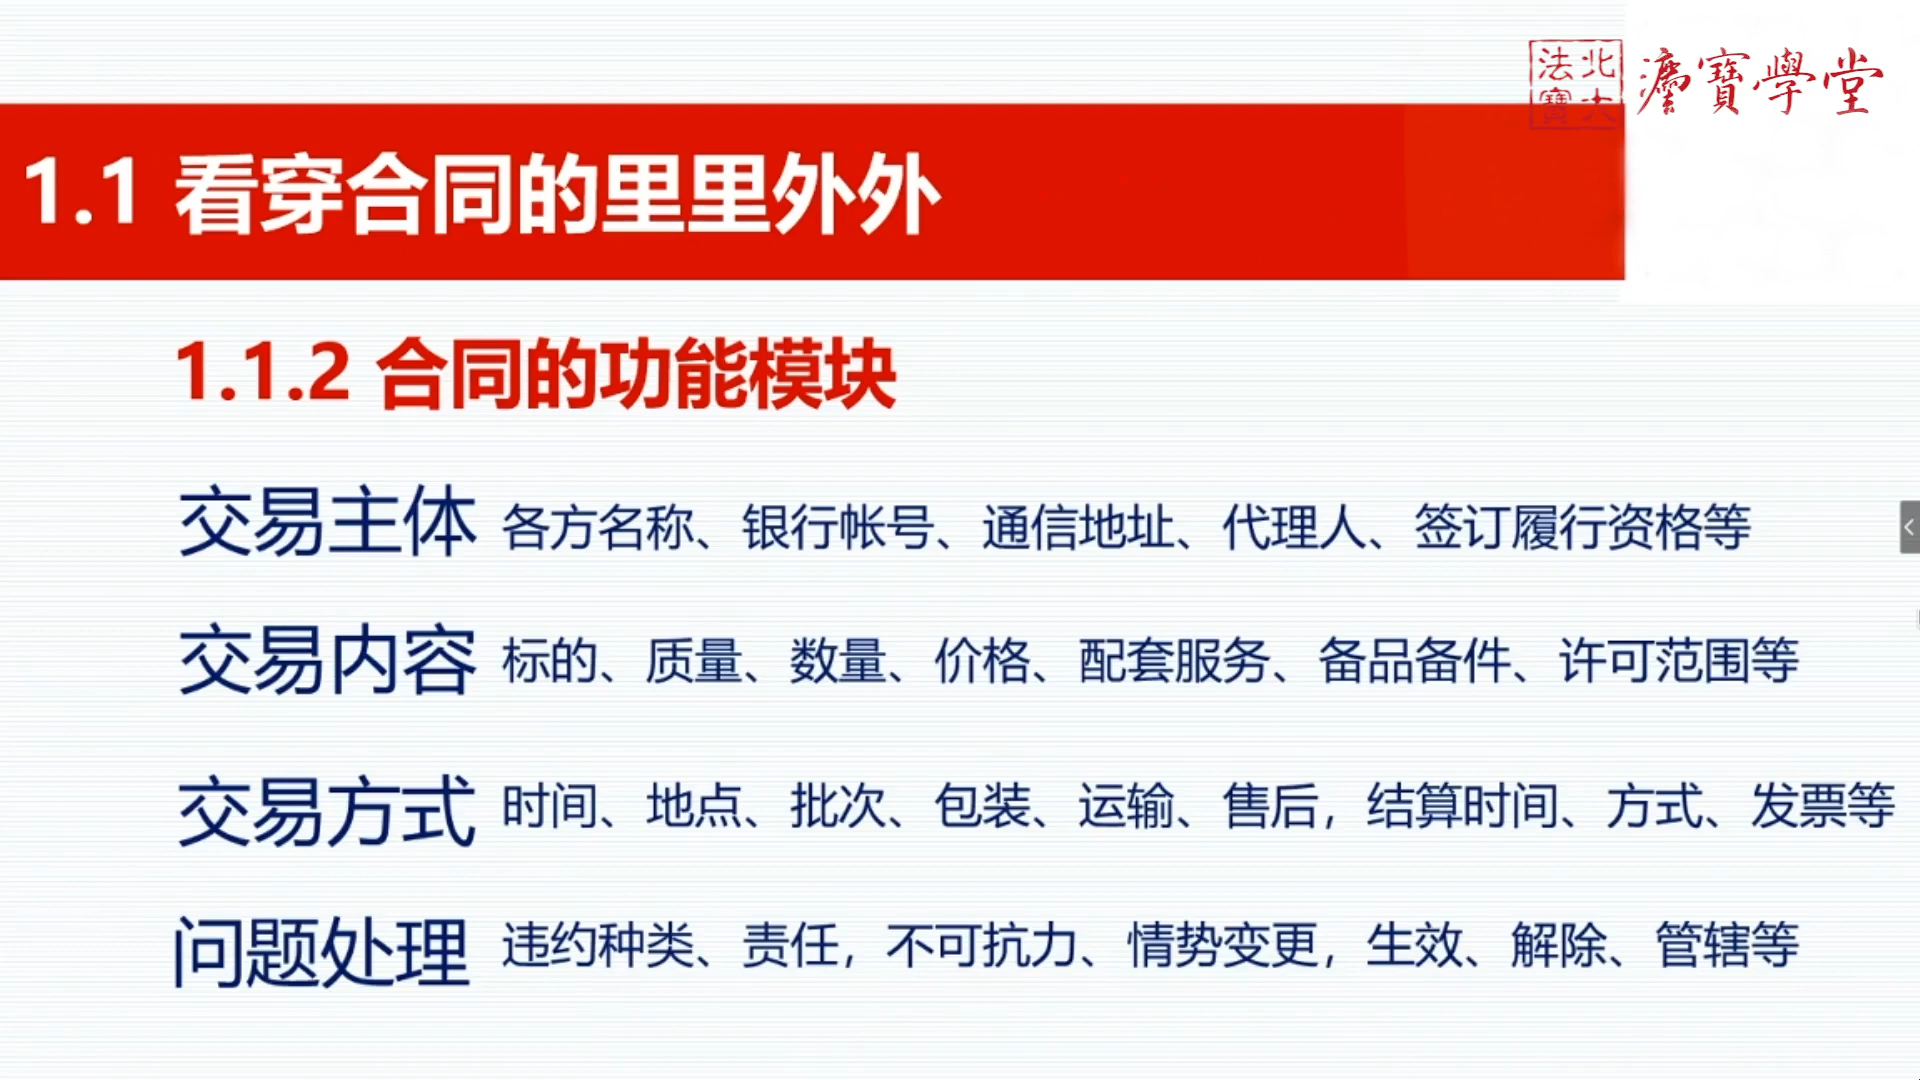 北大法寶
灋寶學堂
1.1 看穿合同的里里外外
1.1.2 合同的功能模块
交易主体 各方名称、银行帐号、通信地址、代理人、签订履行资格等
交易内容 标的、质量、数量、价格、配套服务、备品备件、许可范围等
交易方式 时间、地点、批次、包装、运输、售后，结算时间、方式、发票等
问题处理 违约种类、责任，不可抗力、情势变更，生效、解除、管辖等